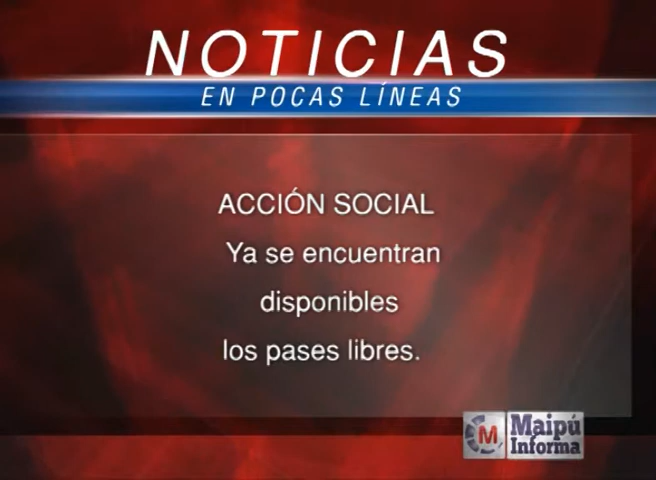 NOTICIAS
EN POCAS LÍNEAS
ACCIÓN SOCIAL
Ya se encuentran
disponibles
los pases libres.
M
Maipú
Informa